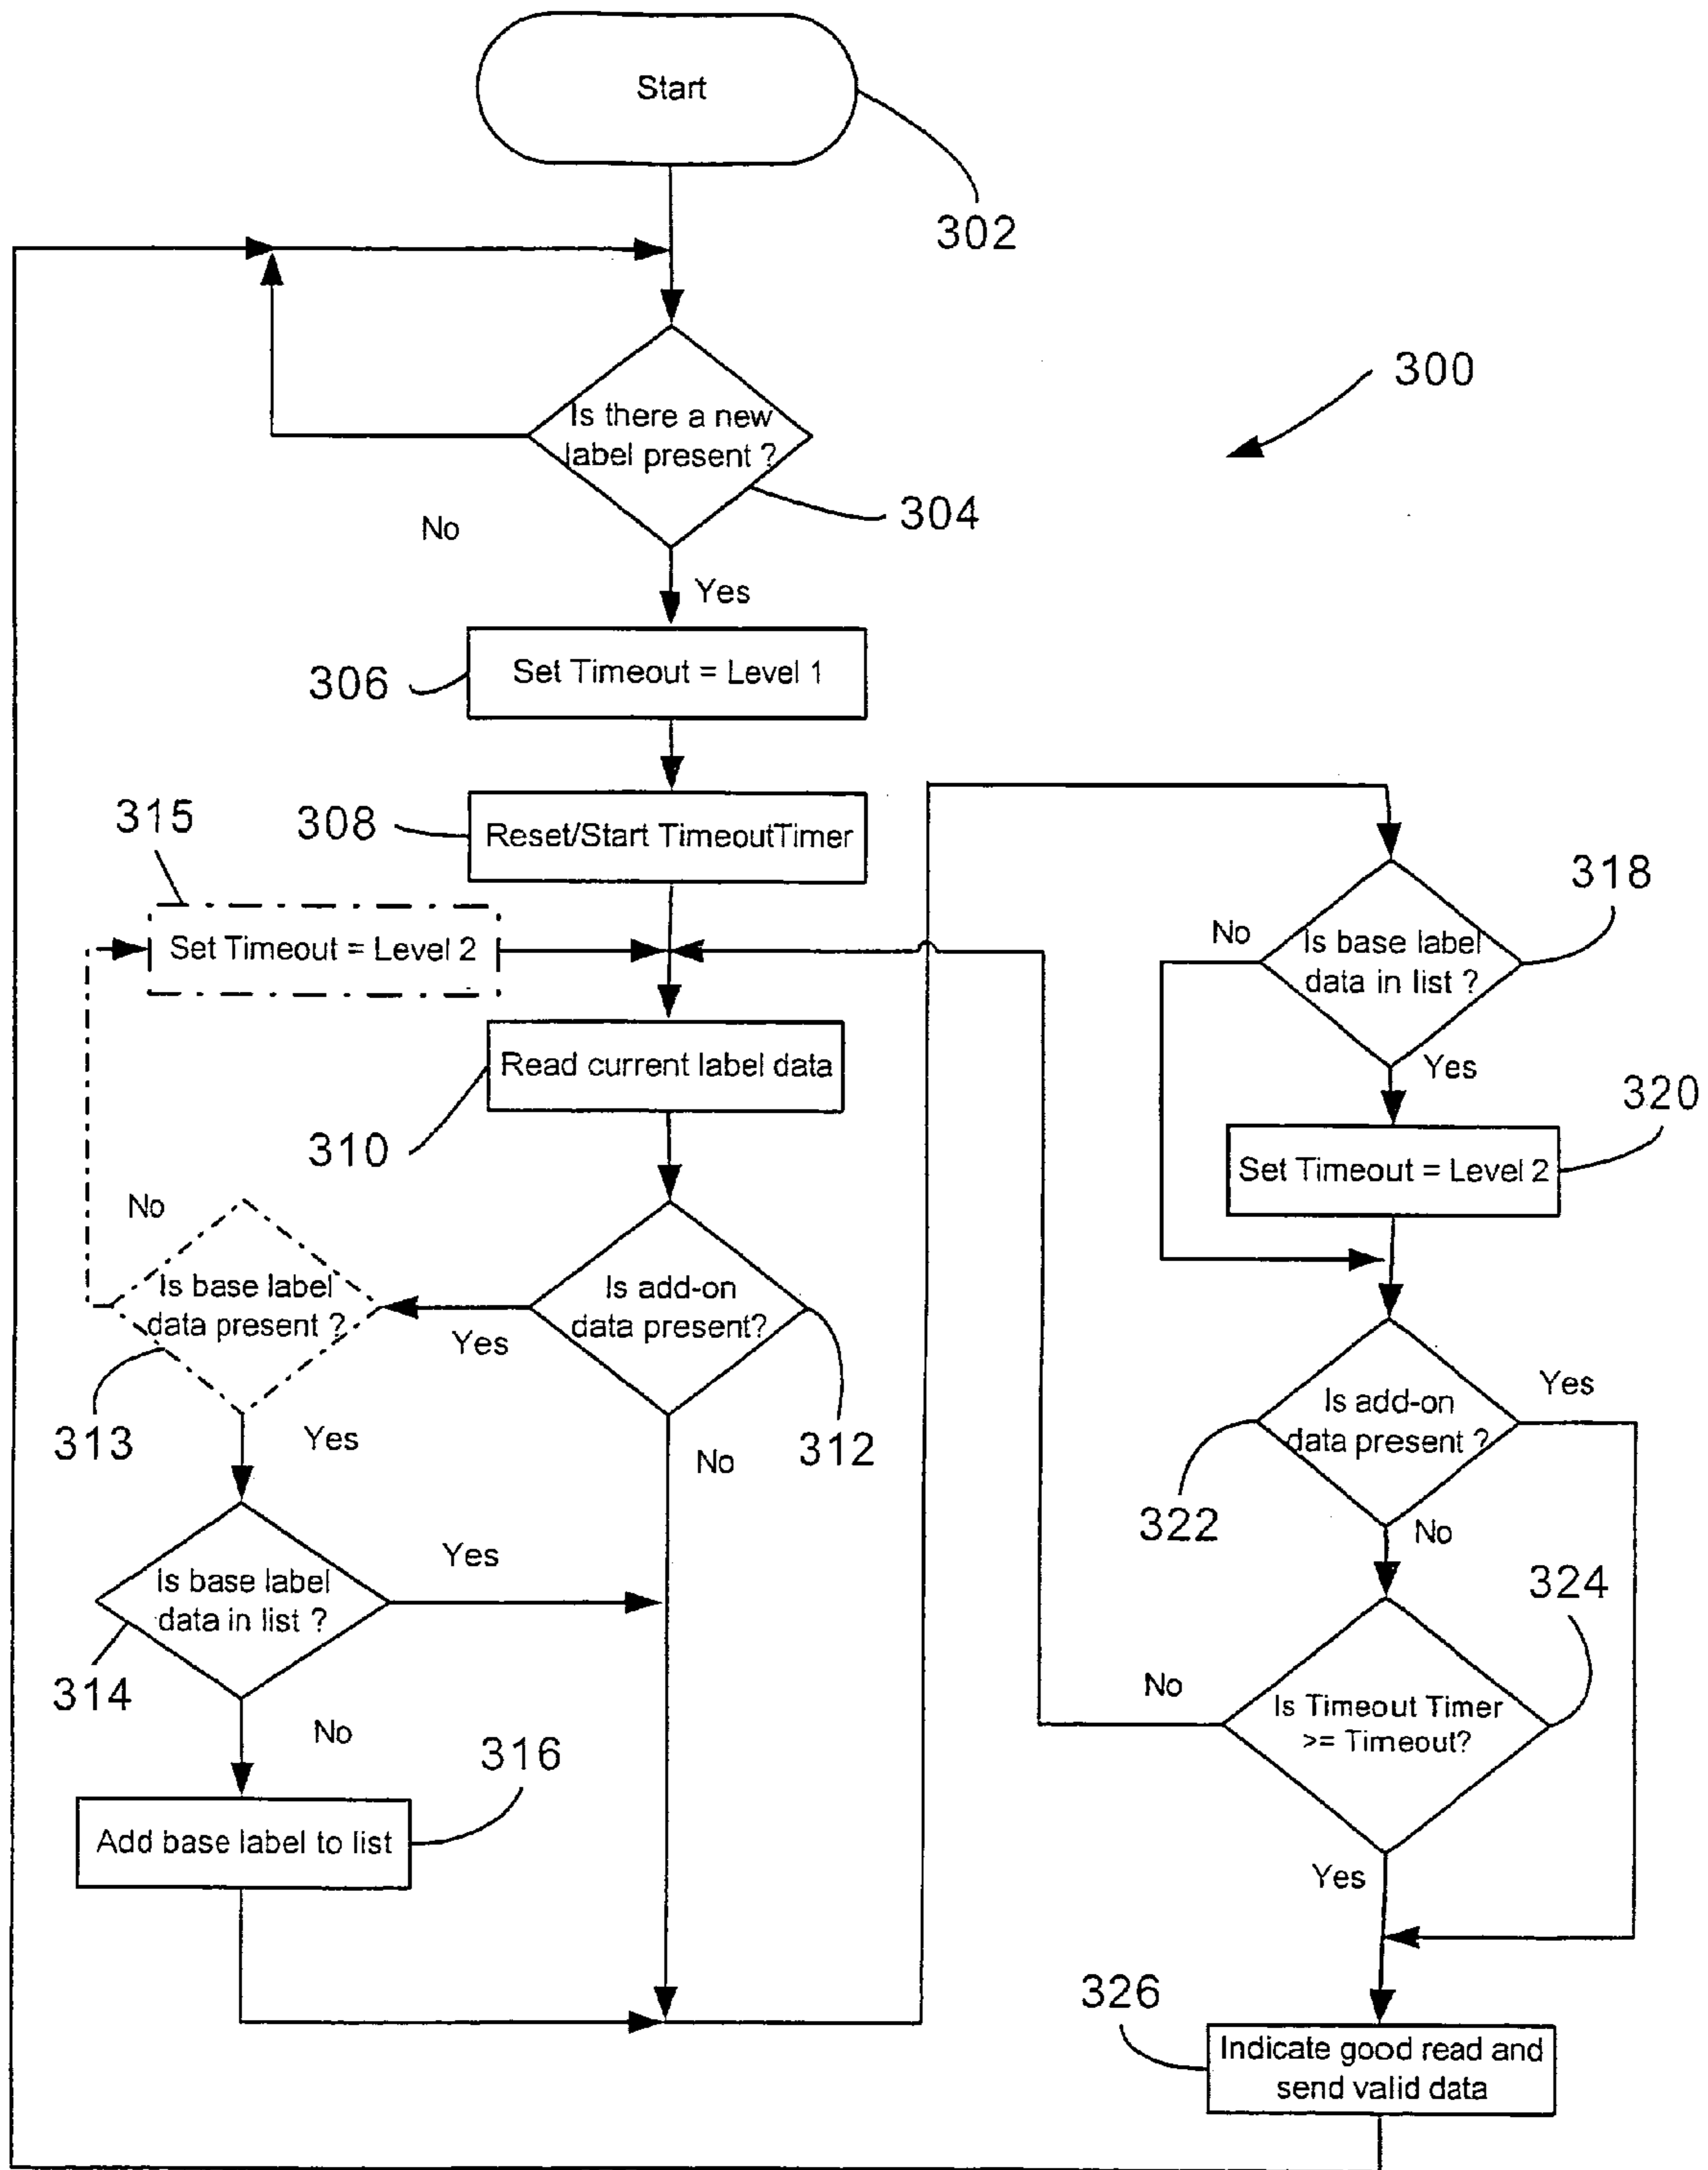 Start
302
300
Is there a new
label present ?
304
No
Yes
306
Set Timeout = Level 1
315
308
Reset/Start TimeoutTimer
318
No
Is base label
data in list ?
Set Timeout = Level 2
Yes
Read current label data
310
320
Set Timeout = Level 2
No
Is base label
data present ?
Yes
Is add-on
data present?
313
Yes
312
No
Is add-on
data present ?
Yes
322
No
Is base label
data in list ?
Yes
314
No
324
No
Is Timeout Timer
>= Timeout?
Yes
316
Add base label to list
326
Indicate good read and
send valid data